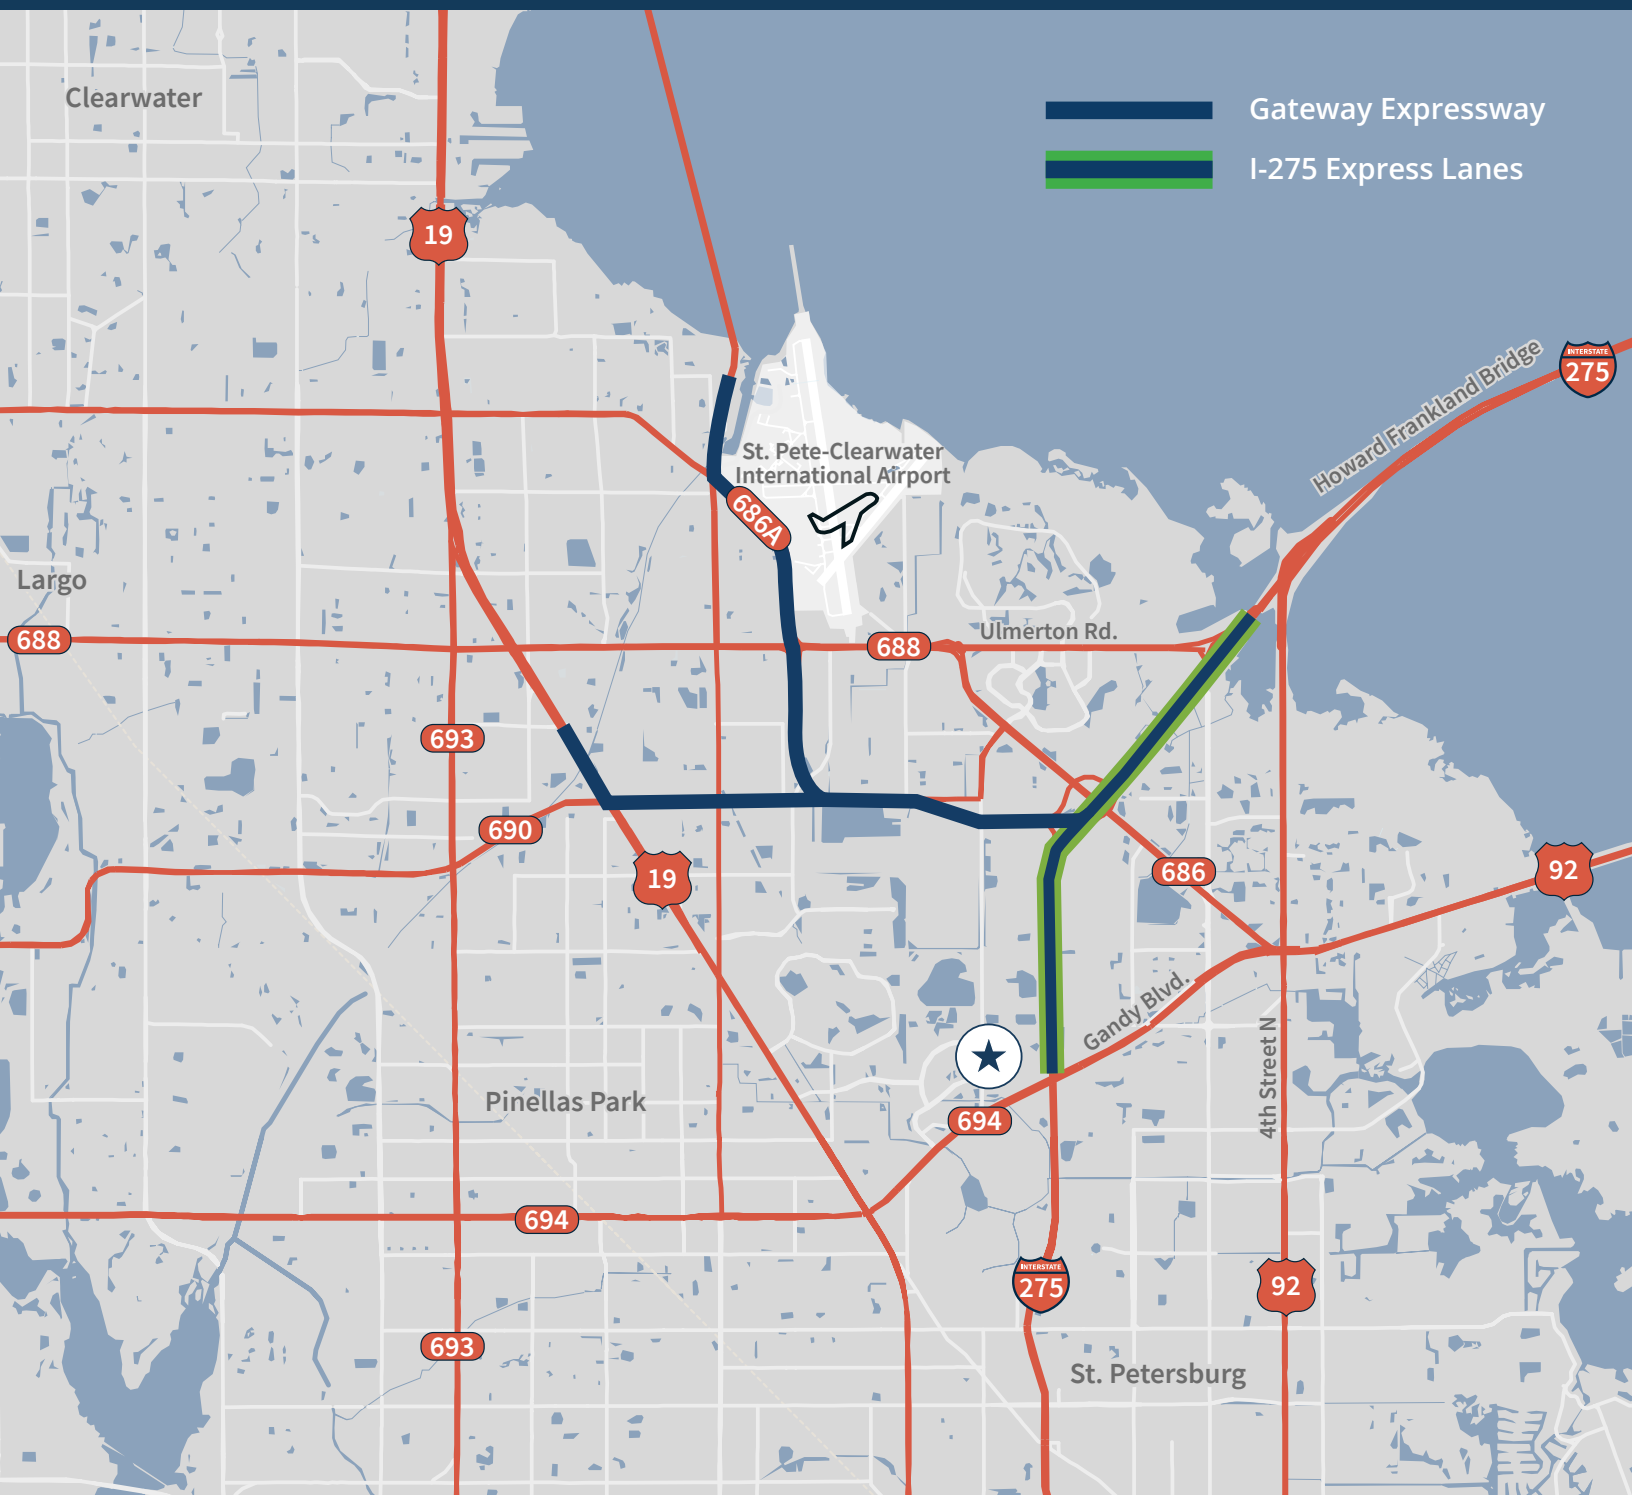 Clearwater
Gateway Expressway
I-275 Express Lanes
19
INTERSTATE
275
Howard Frankland Bridge
St. Pete-Clearwater
International Airport
686A
Largo
688
688
Ulmerton Rd.
693
690
19
686
92
Gandy Blvd.
4th Street N
Pinellas Park
694
694
INTERSTATE
275
92
693
St. Petersburg